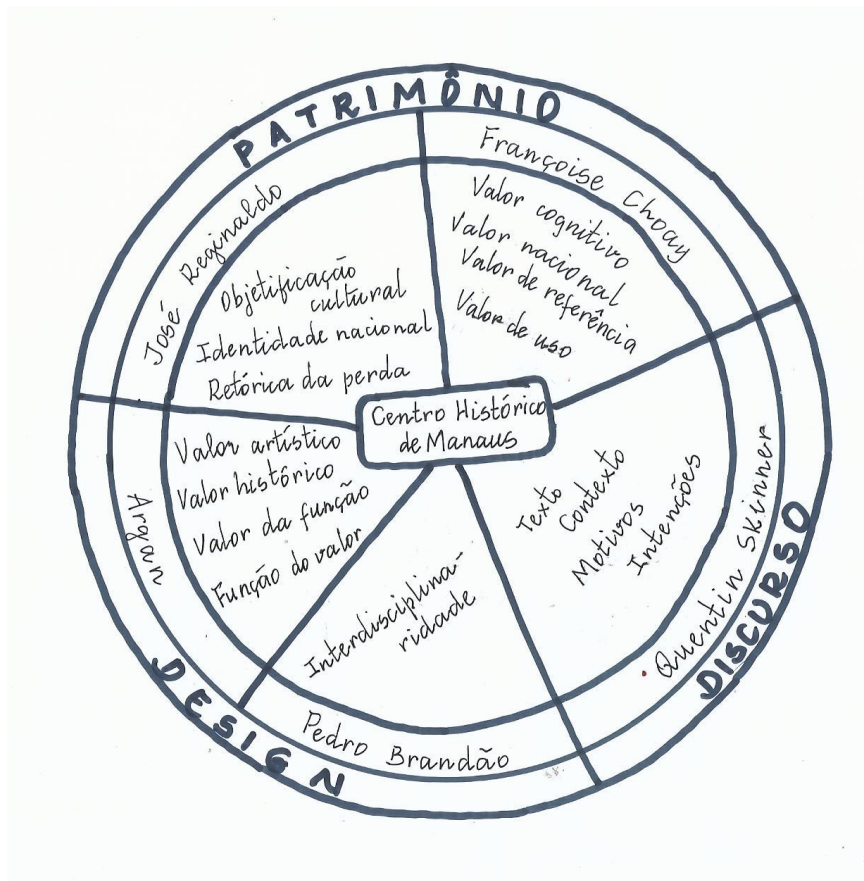 PATRIMÔNIO
José Reginaldo
Objetificação
cultural
Identidade nacional
Retórica da perda
Françoise Choay
Valor cognitivo
Valor nacional
Valor de referência
Valor de uso
Centro Histórico
de Manaus
DISCURSO
Quentin Skinner
Texto
Contexto
Motivos
Intenções
DESIGN
Argan
Valor artístico
Valor histórico
Valor da função
Função do valor
Pedro Brandão
Interdisciplina-
ridade